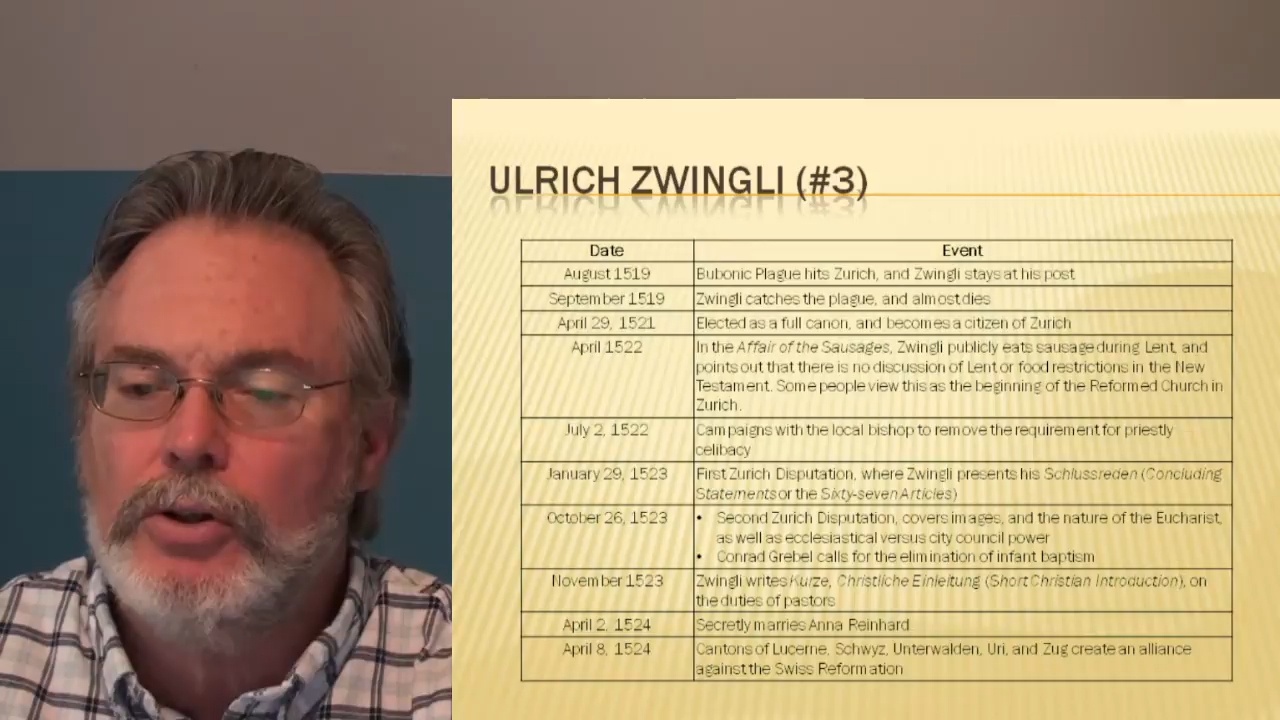 ULRICH ZWINGLI (#3)
Date Event
August 1519 Bubonic Plague hits Zurich, and Zwingli stays at his post
September 1519 Zwingli catches the plague, and almost dies
April 29, 1521 Elected as a full canon, and becomes a citizen of Zurich
April 1522 In the Affair of the Sausages, Zwingli publicly eats sausage during Lent, and
points out that there is no discussion of Lent or food restrictions in the New
Testament. Some people view this as the beginning of the Reformed Church in
Zurich.
July 2, 1522 Campaigns with the local bishop to remove the requirement for priestly
celibacy
January 29, 1523 First Zurich Disputation, where Zwingli presents his Schlussreden (Concluding
Statements or the Sixty-seven Articles)
October 26, 1523 • Second Zurich Disputation, covers images, and the nature of the Eucharist,
as well as ecclesiastical versus city council power
• Conrad Grebel calls for the elimination of infant baptism
November 1523 Zwingli writes Kurze, Christliche Einleitung (Short Christian Introduction), on
the duties of pastors
April 2, 1524 Secretly marries Anna Reinhard
April 8, 1524 Cantons of Lucerne, Schwyz, Unterwalden, Uri, and Zug create an alliance
against the Swiss Reformation